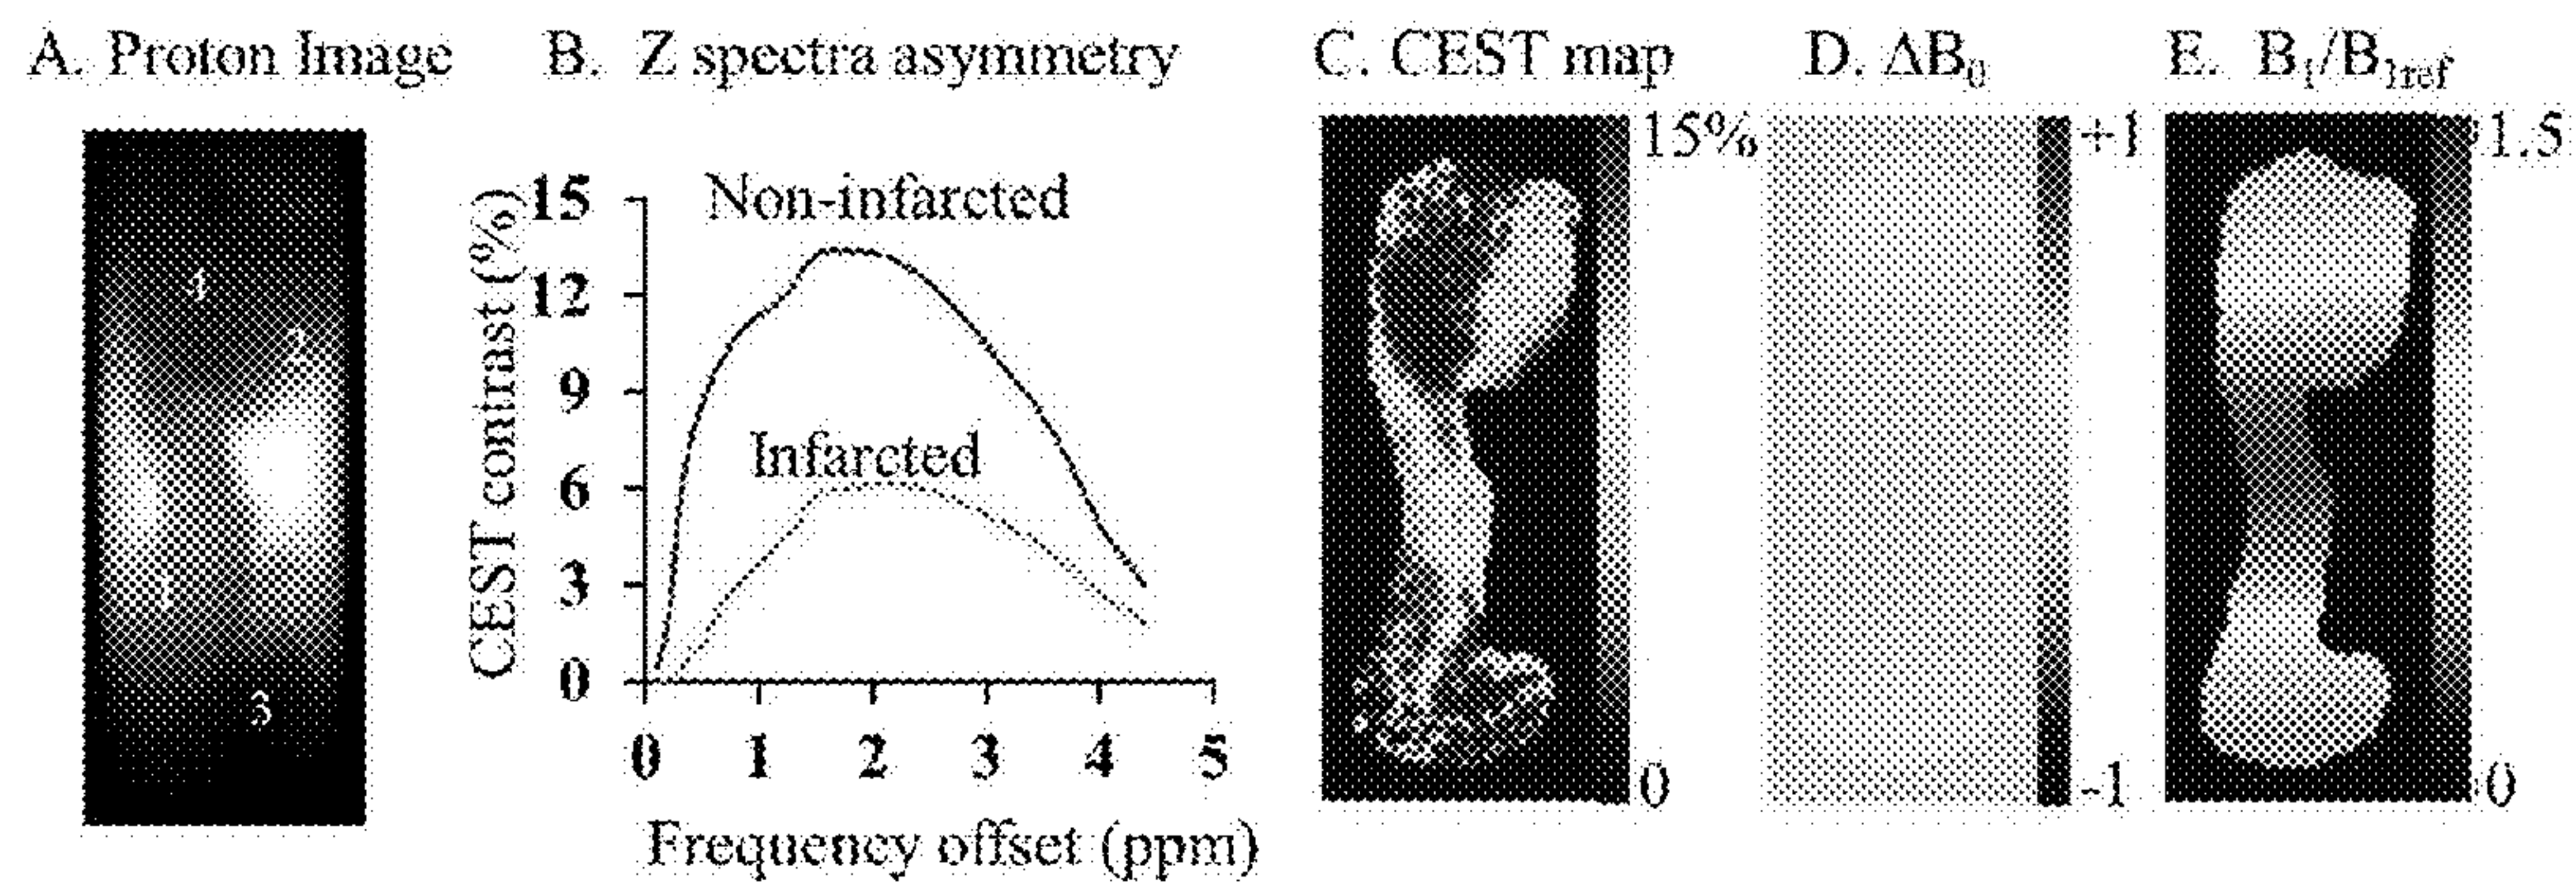 A. Proton Image
B. Z spectra asymmetry
C. CEST map
D. ΔB₀
E. B₁/B₁ref
2
3
CEST contrast (%)
15
12
9
6
3
0
Non-infarcted
Infarcted
0 1 2 3 4 5
Frequency offset (ppm)
15%
0
+1
-1
1.5
0